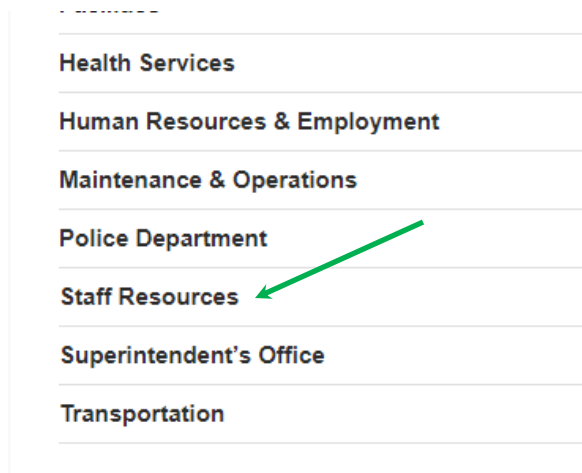 Health Services
Human Resources & Employment
Maintenance & Operations
Police Department
Staff Resources
Superintendent’s Office
Transportation